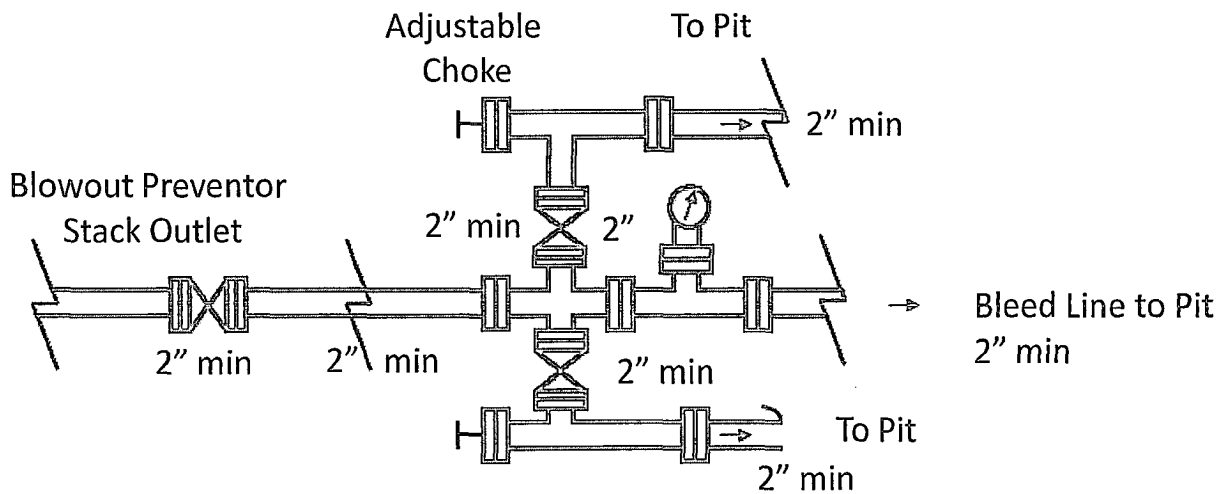 Adjustable
Choke
To Pit
2” min
Blowout Preventor
Stack Outlet
2” min
2”
2” min
2” min
2” min
Bleed Line to Pit
2” min
To Pit
2” min